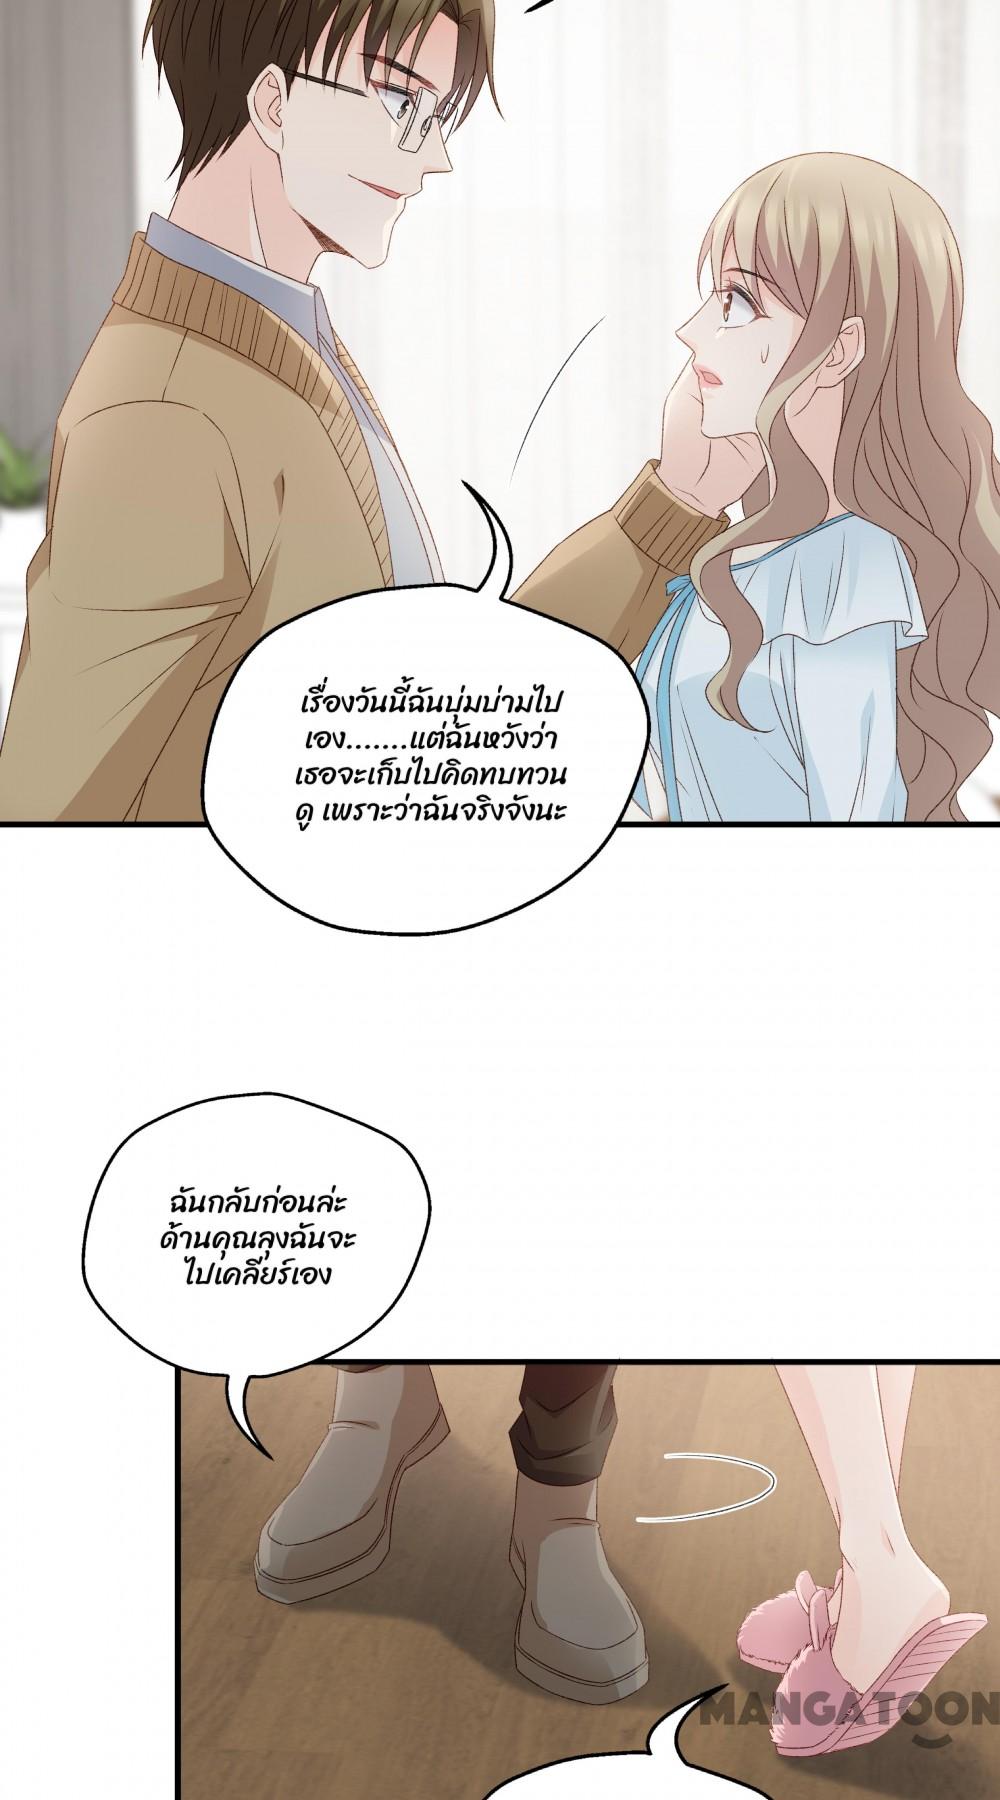 เรื่องวันนี้ฉันบุ่มบ่ามไป
เอง.......แต่ฉันหวังว่า
เธอจะเก็บไปคิดทบทวน
ดู เพราะว่าฉันจริงจังนะ
ฉันกลับก่อนล่ะ
ด้านคุณลุงฉันจะ
ไปเคลียร์เอง
MANGATOON